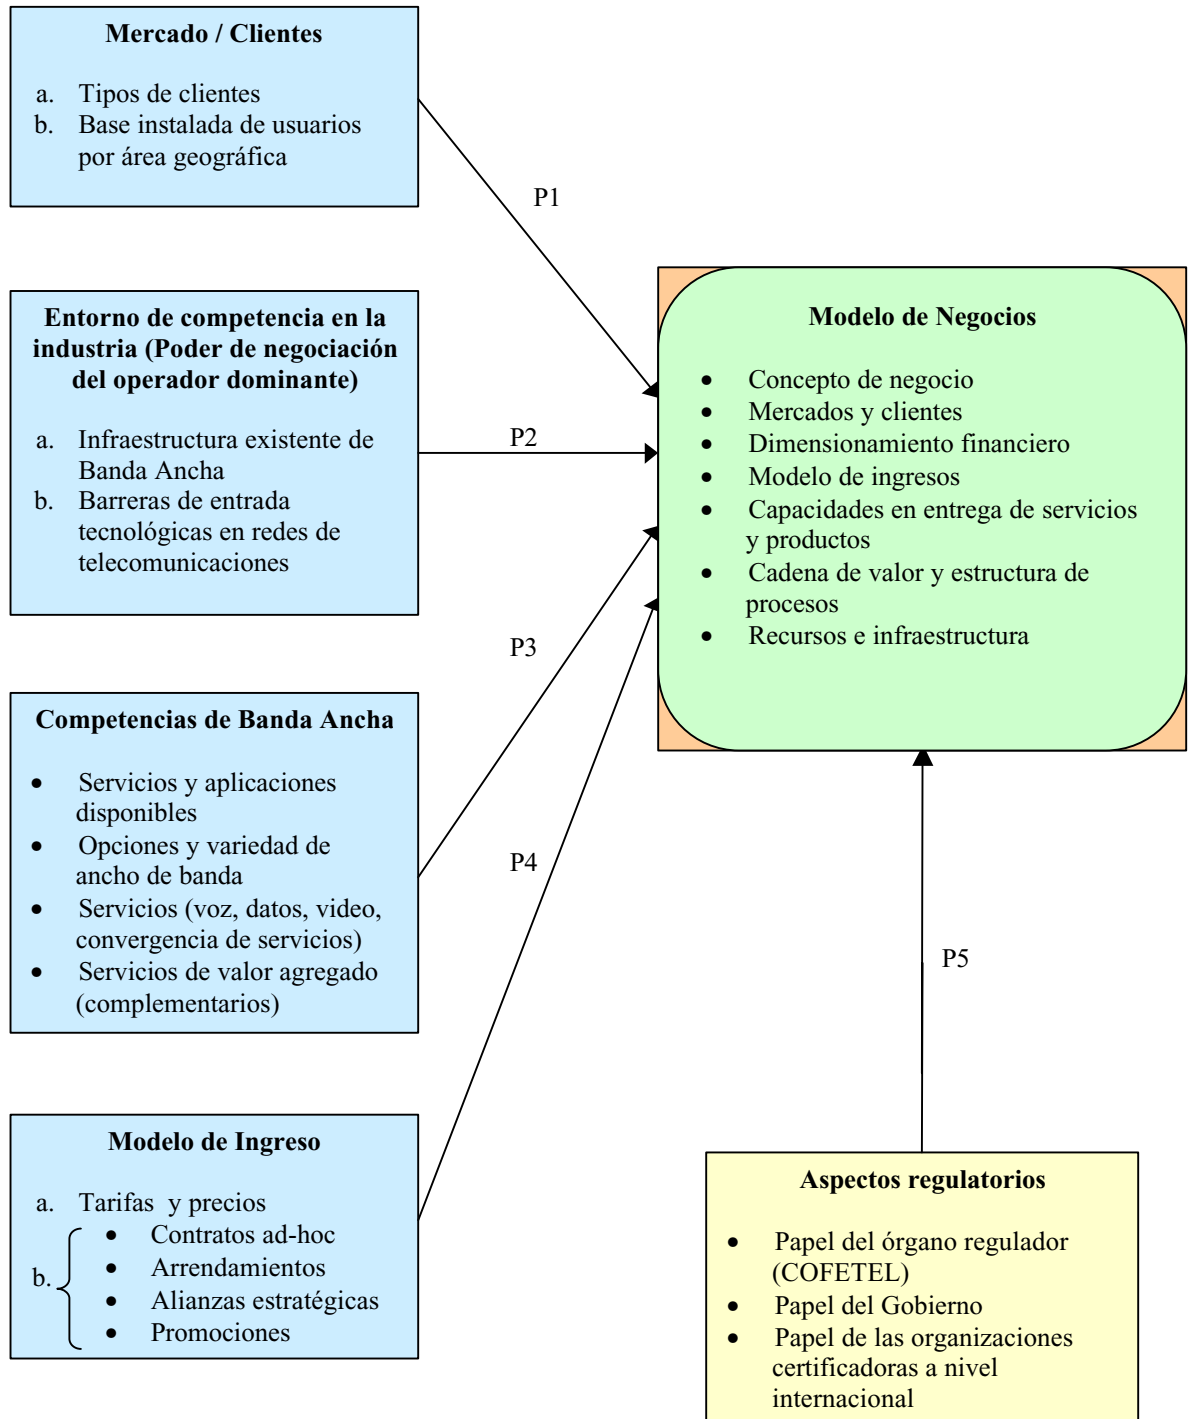 Mercado / Clientes
a. Tipos de clientes
b. Base instalada de usuarios
por área geográfica
P1
Entorno de competencia en la
industria (Poder de negociación
del operador dominante)
a. Infraestructura existente de
Banda Ancha
b. Barreras de entrada
tecnológicas en redes de
telecomunicaciones
P2
Modelo de Negocios
• Concepto de negocio
• Mercados y clientes
• Dimensionamiento financiero
• Modelo de ingresos
• Capacidades en entrega de servicios
y productos
• Cadena de valor y estructura de
procesos
• Recursos e infraestructura
P3
Competencias de Banda Ancha
• Servicios y aplicaciones
disponibles
• Opciones y variedad de
ancho de banda
• Servicios (voz, datos, video,
convergencia de servicios)
• Servicios de valor agregado
(complementarios)
P4
P5
Modelo de Ingreso
a. Tarifas y precios
b.
• Contratos ad-hoc
• Arrendamientos
• Alianzas estratégicas
• Promociones
Aspectos regulatorios
• Papel del órgano regulador
(COFETEL)
• Papel del Gobierno
• Papel de las organizaciones
certificadoras a nivel
internacional